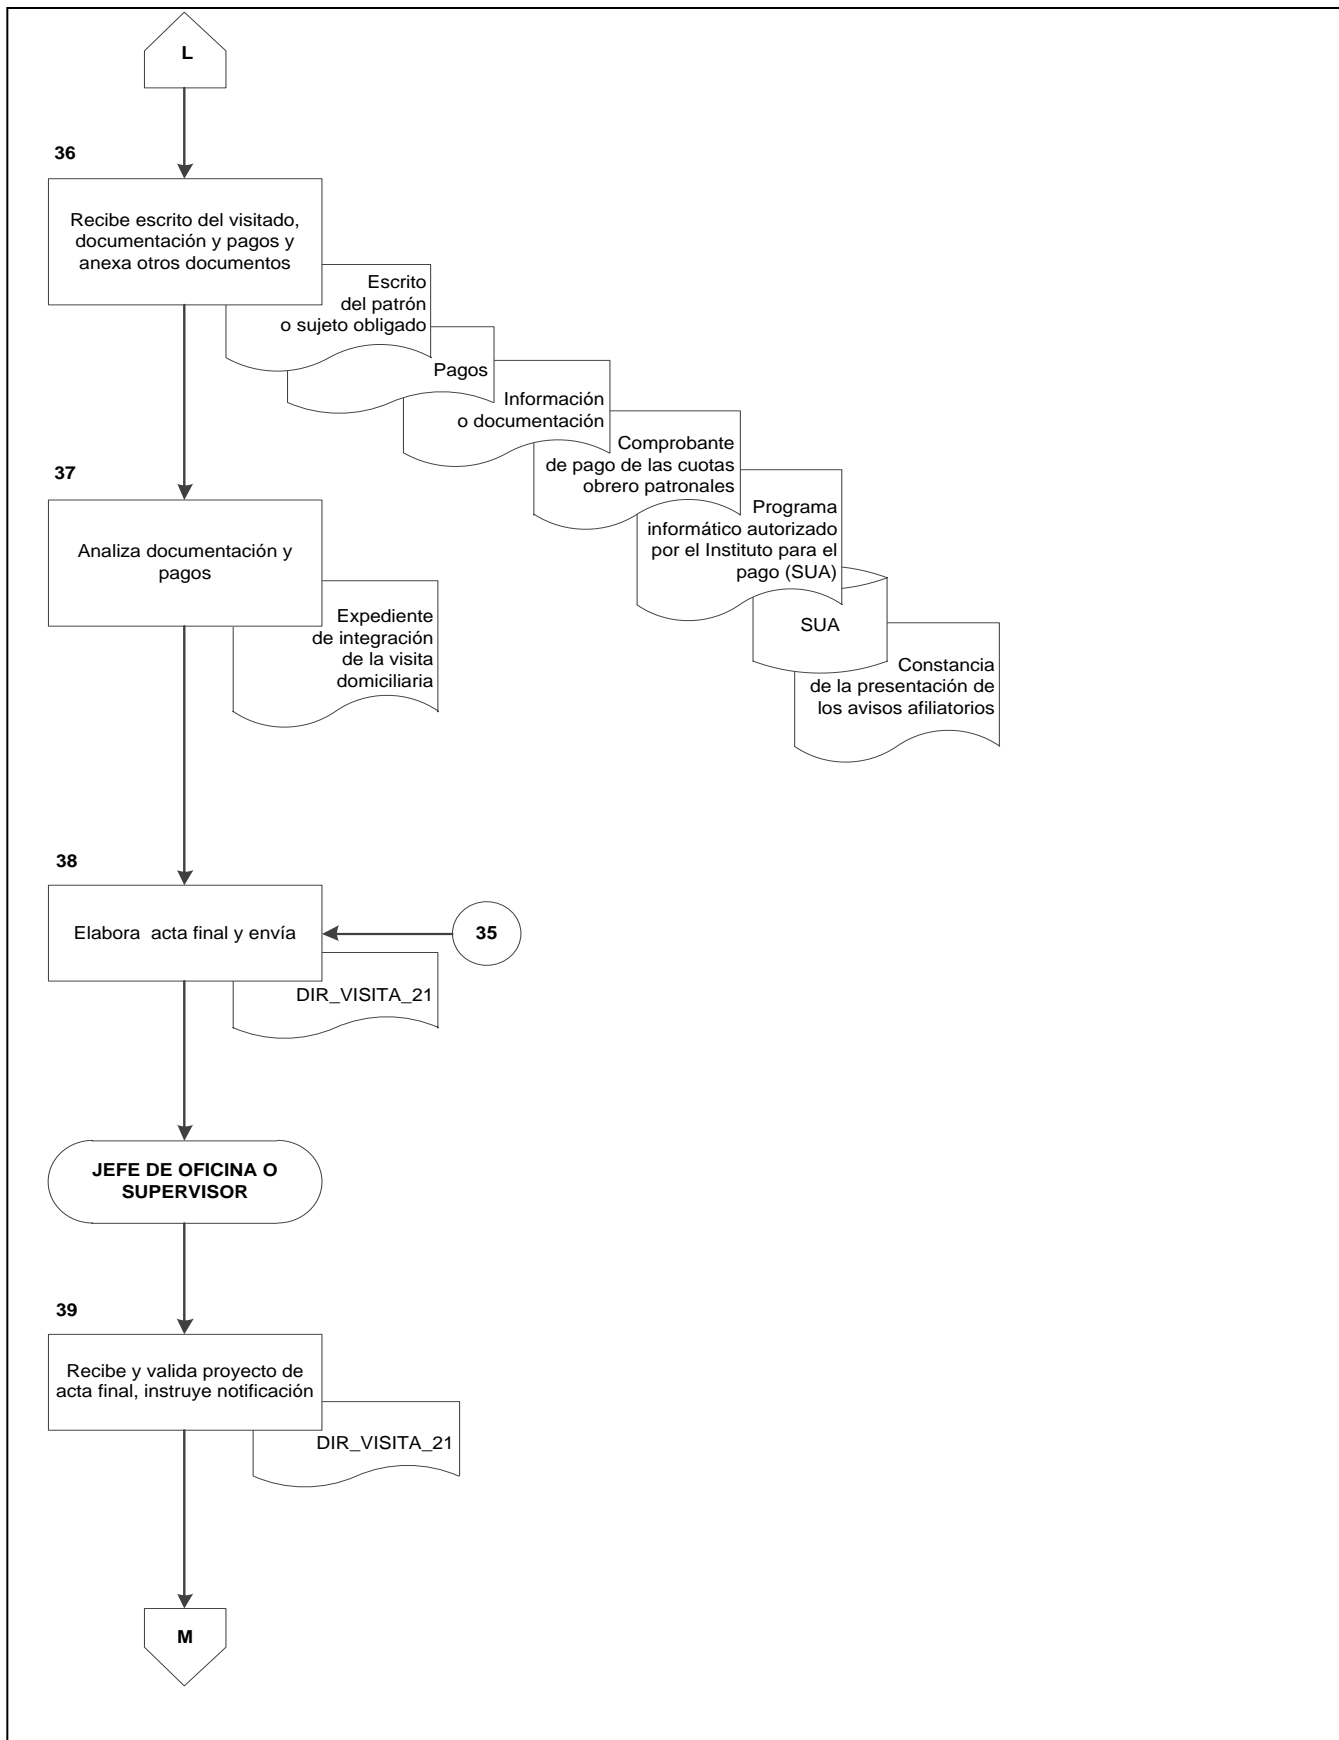 L
36
Recibe escrito del visitado,
documentación y pagos y
anexa otros documentos
Escrito
del patrón
o sujeto obligado
Pagos
Información
o documentación
Comprobante
de pago de las cuotas
obrero patronales
Programa
informático autorizado
por el Instituto para el
pago (SUA)
SUA
Constancia
de la presentación de
los avisos afiliatorios
37
Analiza documentación y
pagos
Expediente
de integración
de la visita
domiciliaria
38
Elabora acta final y envía
35
DIR_VISITA_21
JEFE DE OFICINA O
SUPERVISOR
39
Recibe y valida proyecto de
acta final, instruye notificación
DIR_VISITA_21
M